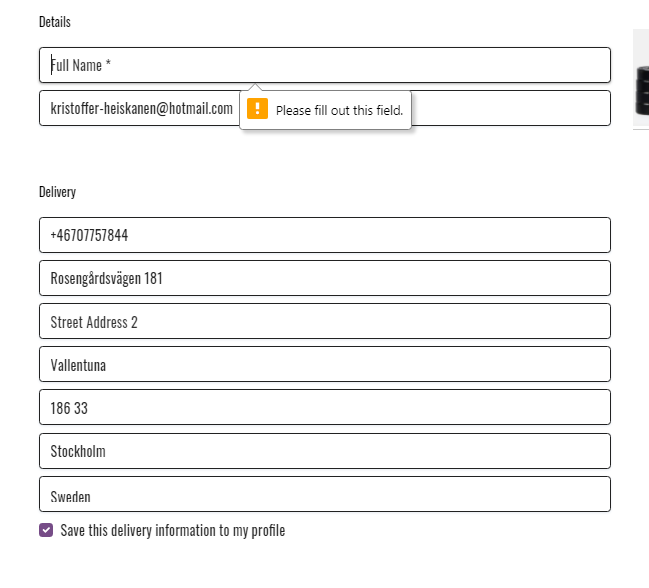 Details
Full Name *
kristoffer-heiskanen@hotmail.com
Please fill out this field.
Delivery
+46707757844
Rosengårdsvägen 181
Street Address 2
Vallentuna
186 33
Stockholm
Sweden
Save this delivery information to my profile